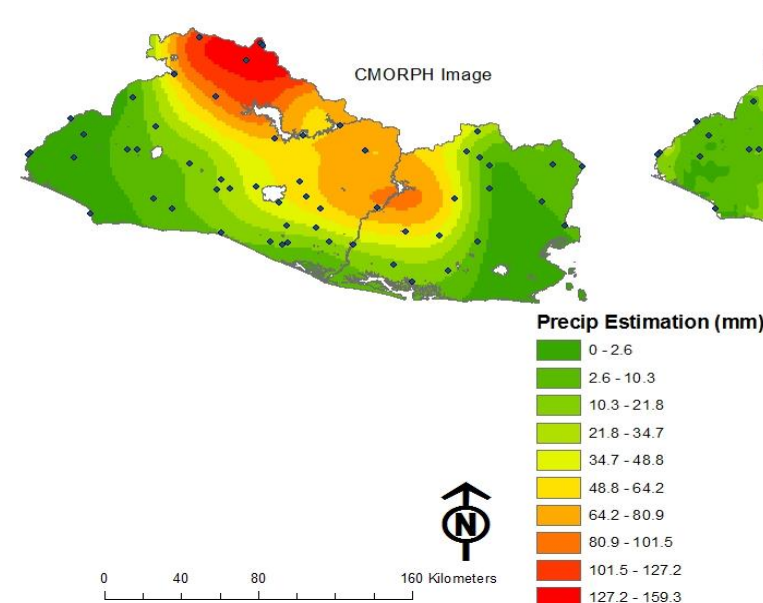 CMORPH Image
Precip Estimation (mm)
0 - 2.6
2.6 - 10.3
10.3 - 21.8
21.8 - 34.7
34.7 - 48.8
48.8 - 64.2
64.2 - 80.9
80.9 - 101.5
101.5 - 127.2
127.2 - 159.3
N
0 40 80 160 Kilometers